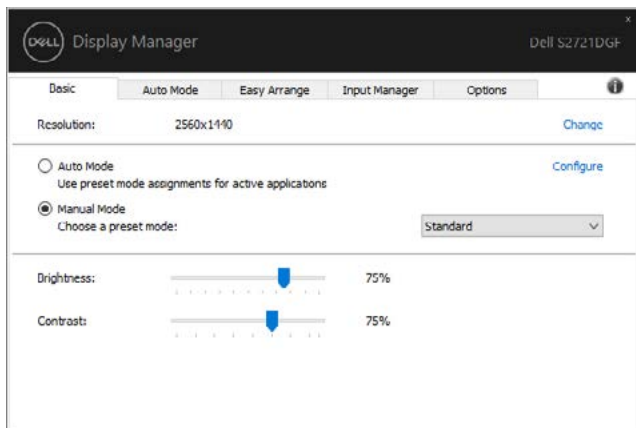 x
DELL Display Manager Dell S2721DGF
Basic Auto Mode Easy Arrange Input Manager Options i
Resolution: 2560x1440 Change
Auto Mode Configure
Use preset mode assignments for active applications
Manual Mode
Choose a preset mode: Standard
Brightness: 75%
Contrast: 75%